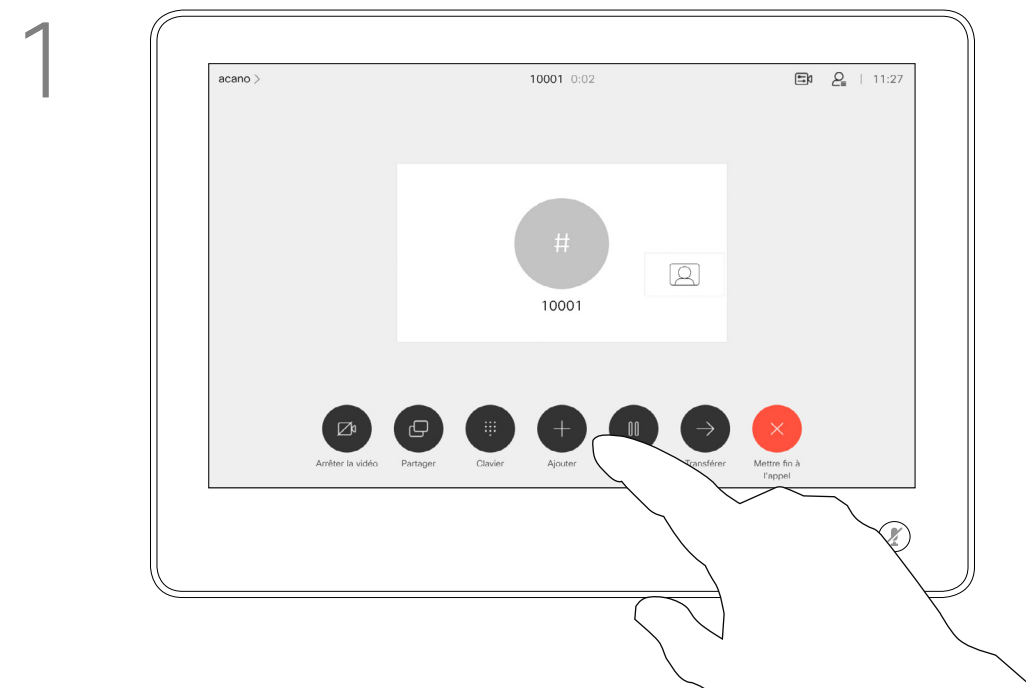 1
acano >
10001 0:02
11:27
#
10001
Arrêter la vidéo
Partager
Clavier
Ajouter
Transférer
Mettre fin à
l'appel